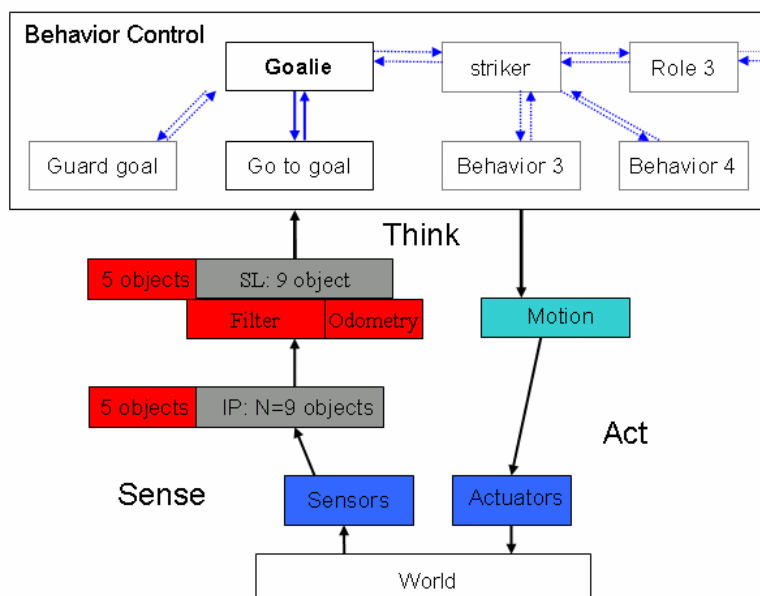 Behavior Control
Goalie
striker
Role 3
Guard goal
Go to goal
Behavior 3
Behavior 4
Think
5 objects
SL: 9 object
Filter
Odometry
Motion
5 objects
IP: N=9 objects
Act
Sense
Sensors
Actuators
World